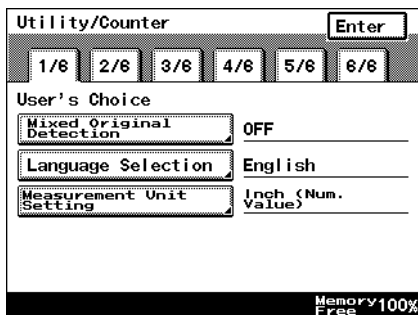 Utility/Counter
Enter
1/6 2/6 3/6 4/6 5/6 6/6
User's Choice
Mixed Original
Detection
OFF
Language Selection
English
Measurement Unit
Setting
Inch (Num.
Value)
Memory
Free 100%